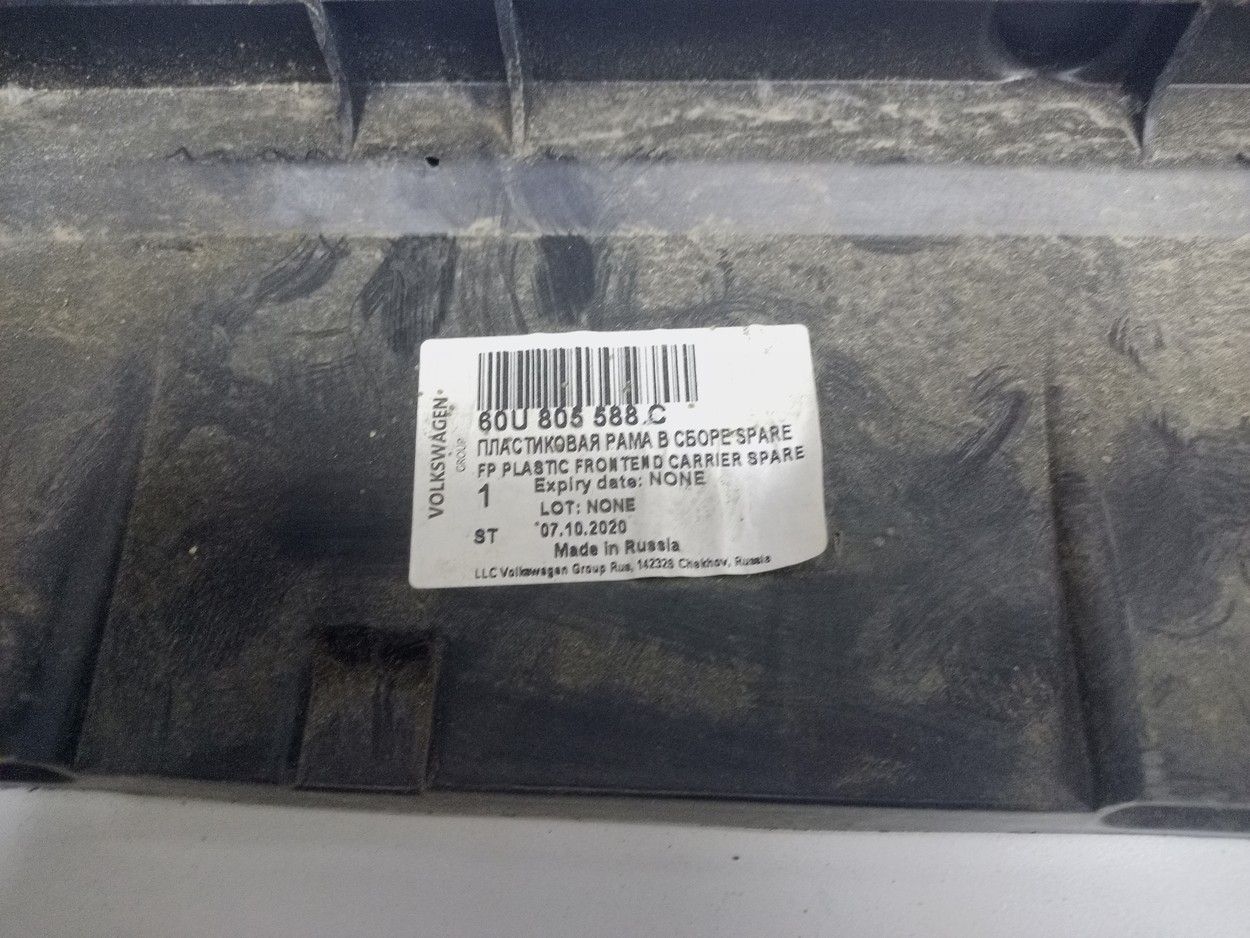 VOLKSWAGEN
GROUP
60U 805 588 C
ПЛАСТИКОВАЯ РАМА В СБОРЕ SPARE
FP PLASTIC FRONTEND CARRIER SPARE
1 Expiry date: NONE
LOT: NONE
ST 07.10.2020
Made in Russia
LLC Volkswagen Group Rus, 142326 Chekhov, Russia